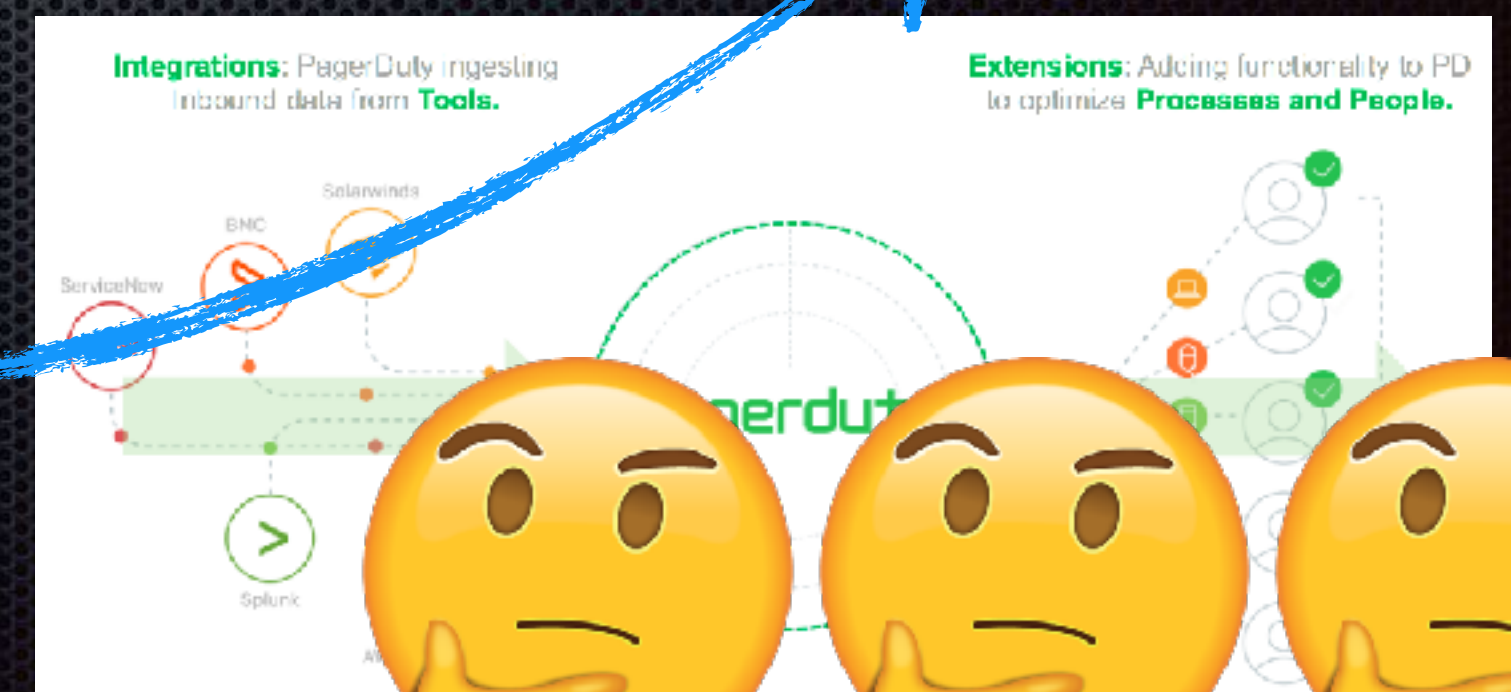 Integrations: PagerDuty ingesting
Inbound data from Tools.
Extensions: Adding functionality to PD
to optimize Processes and People.
Solarwinds
BMC
ServiceNow
Splunk